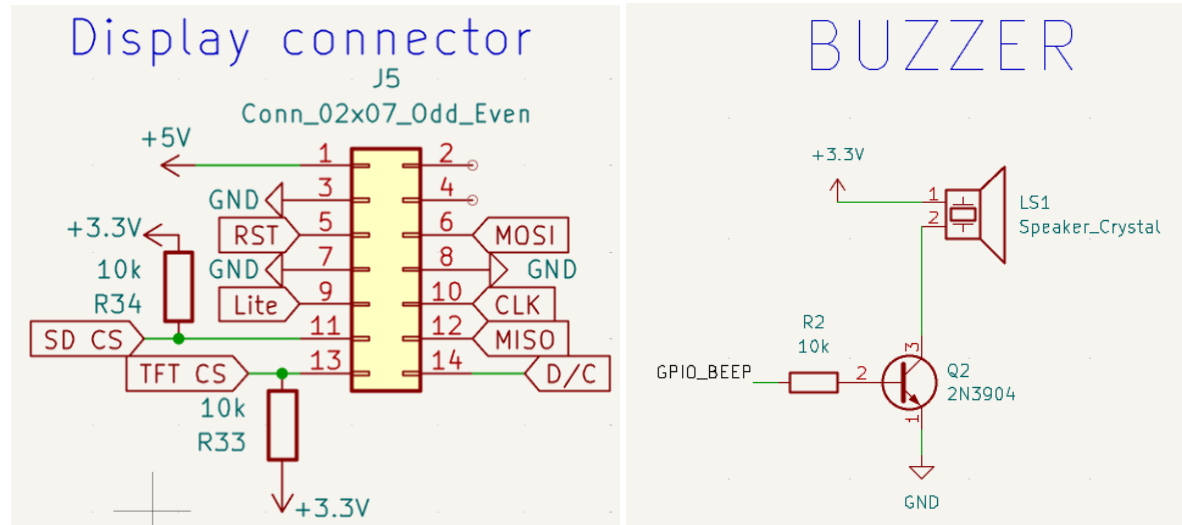 Display connector
J5
Conn_02x07_Odd_Even
+5V
1 2
GND 3 4
+3.3V RST 5 6 MOSI
10k GND 7 8 GND
R34 Lite 9 10 CLK
SD CS 11 12 MISO
TFT CS 13 14 D/C
10k
R33
+3.3V
BUZZER
+3.3V
1
2
LS1
Speaker_Crystal
R2
10k
GPIO_BEEP
2
3
1
Q2
2N3904
GND